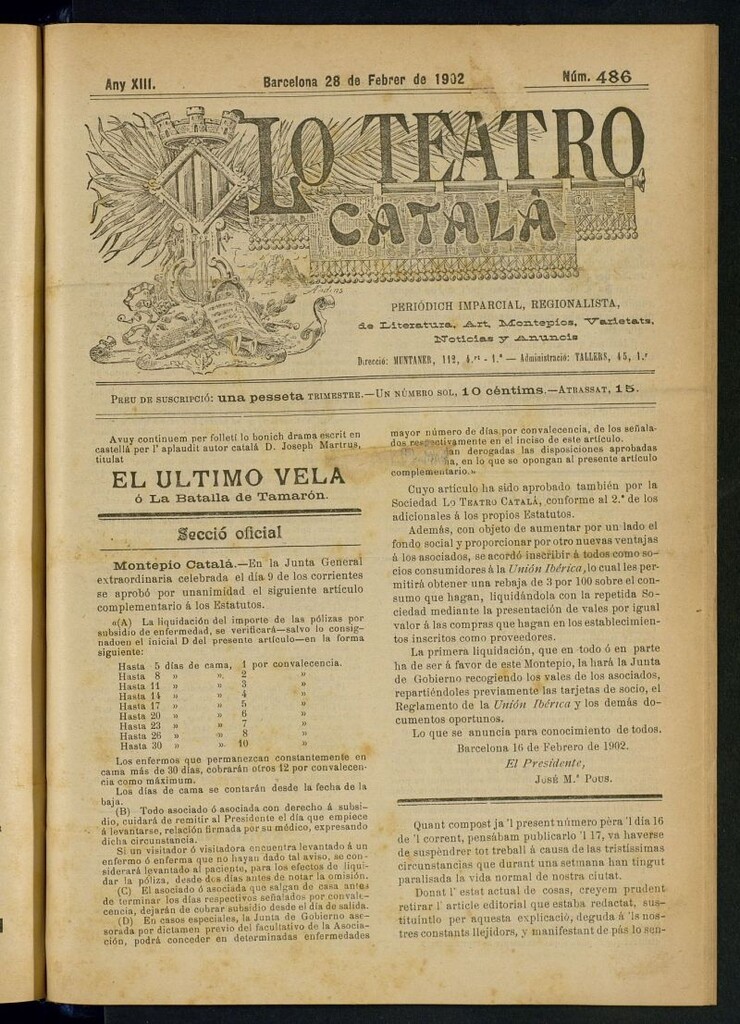 Any XIII.
Barcelona 28 de Febrer de 1902
Núm. 486
LO TEATRO
CATALÀ
PERIÓDICH IMPARCIAL, REGIONALISTA,
de Literatura, Art, Montepios, Varietats,
Noticias y Anuncis
Direcció: MUNTANER, 112, 4.rt - 1.ª — Administració: TALLERS, 45, 1.r
PREU DE SUSCRIPCIÓ: una pesseta TRIMESTRE.—UN NÚMERO SOL, 10 céntims.—ATRASSAT, 15.
Avuy continuem per folletí lo bonich drama escrit en
castellá per l' aplaudit autor catalá D. Joseph Martrus,
titulat
EL ULTIMO VELA
ó La Batalla de Tamarón.
Secció oficial
Montepio Catalá.—En la Junta General
extraordinaria celebrada el día 9 de los corrientes
se aprobó por unanimidad el siguiente artículo
complementario á los Estatutos.
«(A) La liquidación del importe de las pólizas por
subsidio de enfermedad, se verificará—salvo lo consig-
nadoen el inicial D del presente artículo—en la forma
siguiente:
Hasta 5 días de cama, 1 por convalecencia.
Hasta 8 » » 2 »
Hasta 11 » » 3 »
Hasta 14 » » 4 »
Hasta 17 » » 5 »
Hasta 20 » » 6 »
Hasta 23 » » 7 »
Hasta 26 » » 8 »
Hasta 30 » » 10 »
Los enfermos que permanezcan constantemente en
cama más de 30 días, cobrarán otros 12 por convalecen-
cia como máximum.
Los días de cama se contarán desde la fecha de la
baja.
(B) Todo asociado ó asociada con derecho á subsi-
dio, cuidará de remitir al Presidente el día que empiece
á levantarse, relación firmada por su médico, expresando
dicha circunstancia.
Si un visitador ó visitadora encuentra levantado á un
enfermo ó enferma que no hayan dado tal aviso, se con-
siderará levantado al paciente, para los efectos de liqui-
dar la póliza, desde dos días antes de notar la omisión.
(C) El asociado ó asociada que salgan de casa antes
de terminar los días respectivos señalados por convale-
cencia, dejarán de cobrar subsidio desde el día de salida.
(D) En casos especiales, la Junta de Gobierno ase-
sorada por dictamen previo del facultativo de la Asocia-
ción, podrá conceder en determinadas enfermedades
mayor número de días por convalecencia, de los señala-
dos respectivamente en el inciso de este artículo.
an derogadas las disposiciones aprobadas
ha, en lo que se opongan al presente artículo
complementario.»
Cuyo artículo ha sido aprobado también por la
Sociedad LO TEATRO CATALÁ, conforme al 2.º de los
adicionales á los propios Estatutos.
Además, con objeto de aumentar por un lado el
fondo social y proporcionar por otro nuevas ventajas
á los asociados, se acordó inscribir á todos como so-
cios consumidores á la Unión Ibérica, lo cual les per-
mitirá obtener una rebaja de 3 por 100 sobre el con-
sumo que hagan, liquidándola con la repetida So-
ciedad mediante la presentación de vales por igual
valor á las compras que hagan en los establecimien-
tos inscritos como proveedores.
La primera liquidación, que en todo ó en parte
ha de ser á favor de este Montepío, la hará la Junta
de Gobierno recogiendo los vales de los asociados,
repartiéndoles previamente las tarjetas de socio, el
Reglamento de la Unión Ibérica y los demás do-
cumentos oportunos.
Lo que se anuncia para conocimiento de todos.
Barcelona 16 de Febrero de 1902.
El Presidente,
JOSÉ M.ª POUS.
Quant compost ja 'l present número péra 'l día 16
de 'l corrent, pensábam publicarlo 'l 17, va haverse
de suspéndrer tot treball á causa de las tristíssimas
circunstancias que durant una setmana han tingut
paralisada la vida normal de nostra ciutat.
Donat l' estat actual de cosas, creyem prudent
retirar l' article editorial que estaba redactat, sus-
tituíntlo per aquesta explicació, deguda á 'ls nos-
tres constants llejidors, y manifestant de pás lo sen-